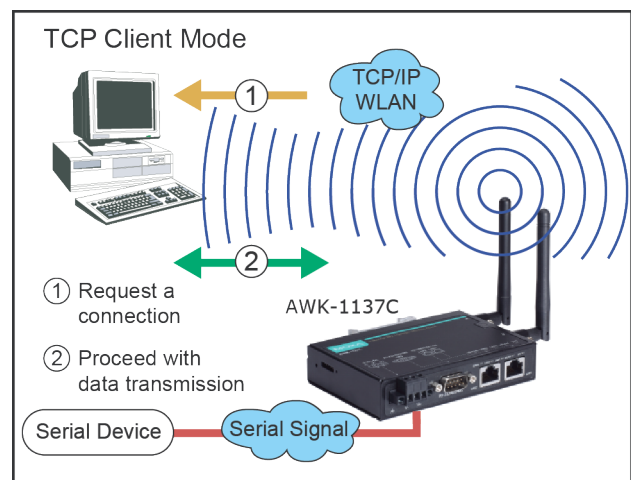 TCP Client Mode
TCP/IP
WLAN
1
2
1 Request a
connection
2 Proceed with
data transmission
AWK-1137C
Serial Device
Serial Signal